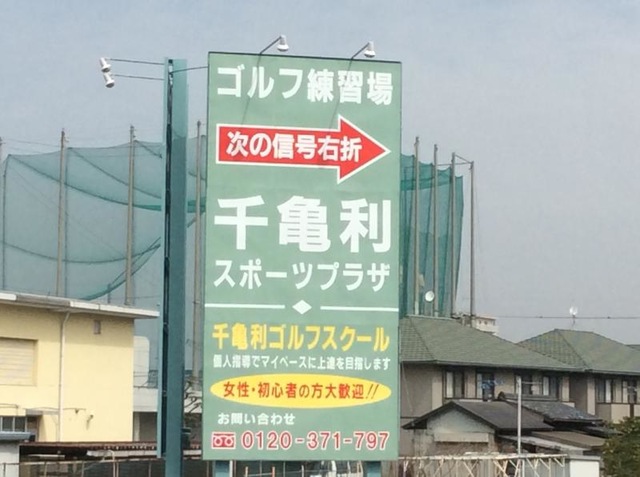 ゴルフ練習場
次の信号右折
千亀利
スポーツプラザ
千亀利ゴルフスクール
個人指導でマイペースに上達を目指します
女性・初心者の方大歓迎!!
お問い合わせ
0120-371-797